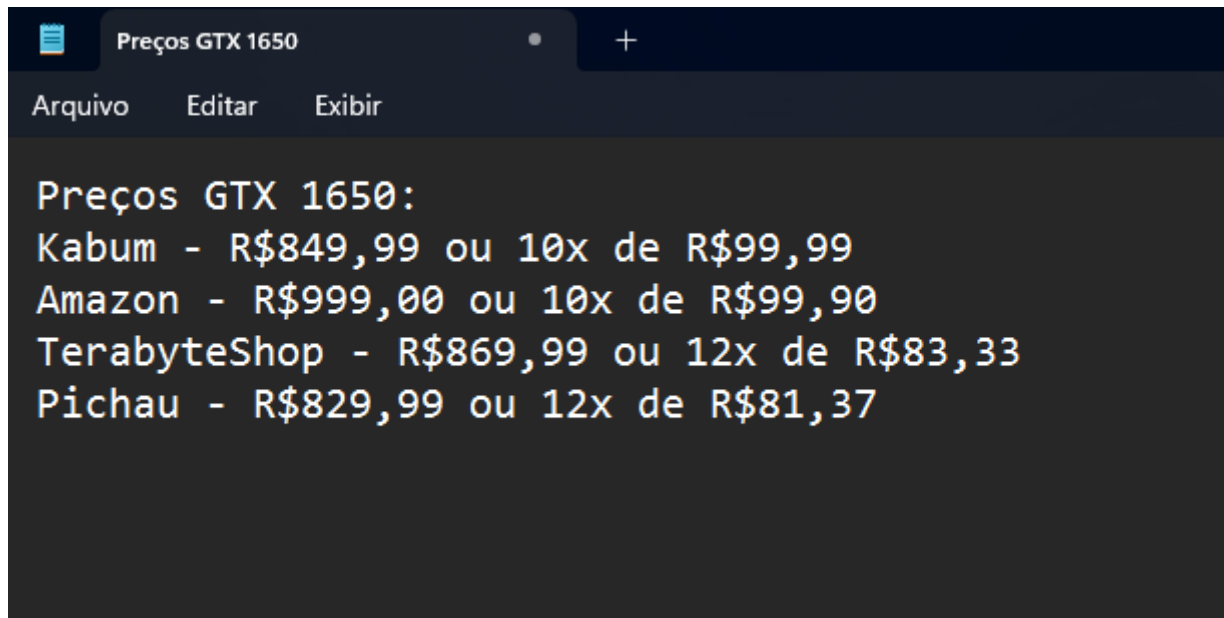 Preços GTX 1650
Arquivo Editar Exibir
Preços GTX 1650:
Kabum - R$849,99 ou 10x de R$99,99
Amazon - R$999,00 ou 10x de R$99,90
TerabyteShop - R$869,99 ou 12x de R$83,33
Pichau - R$829,99 ou 12x de R$81,37